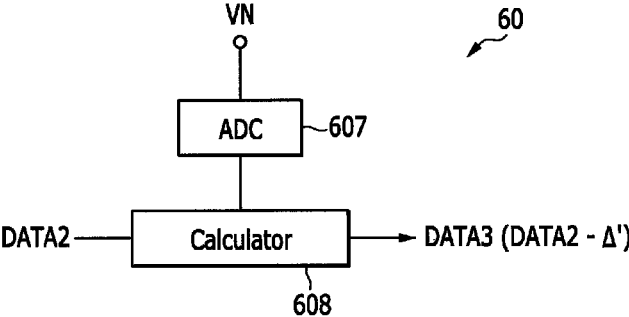 VN
60
ADC
607
DATA2
Calculator
DATA3 (DATA2 - Δ')
608